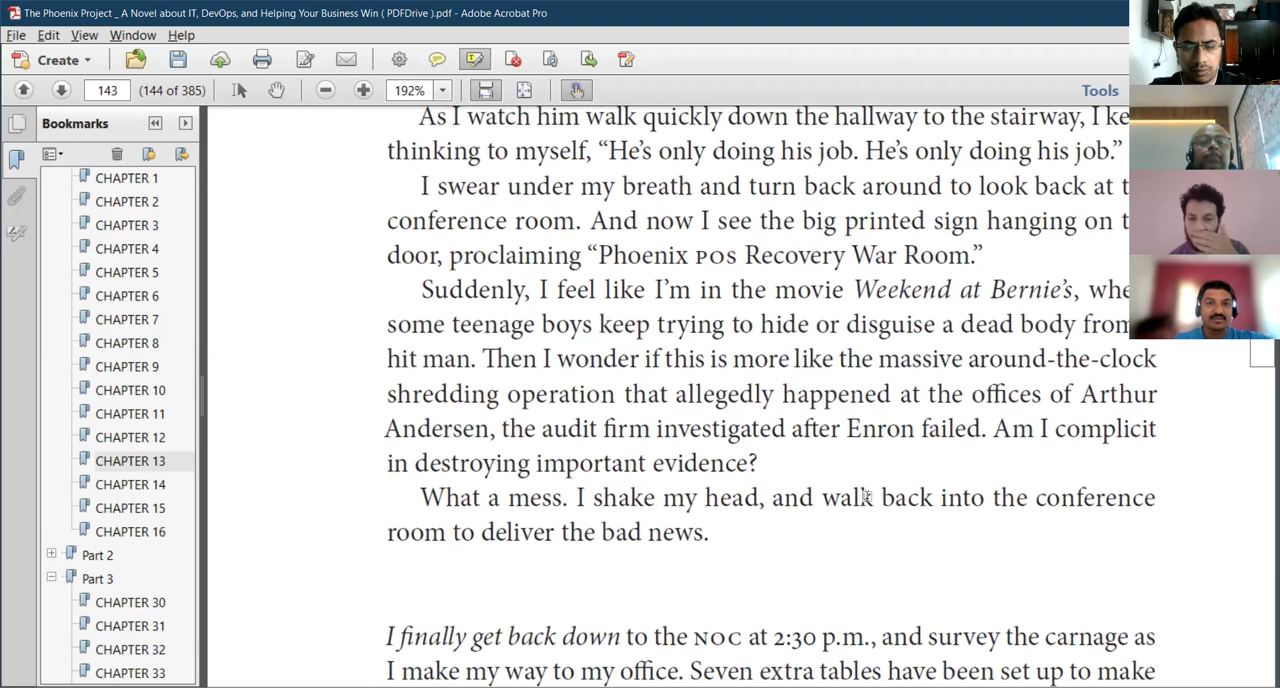 The Phoenix Project _ A Novel about IT, DevOps, and Helping Your Business Win ( PDFDrive ).pdf - Adobe Acrobat Pro
File Edit View Window Help
Create
143 (144 of 385) 192% Tools
Bookmarks
CHAPTER 1
CHAPTER 2
CHAPTER 3
CHAPTER 4
CHAPTER 5
CHAPTER 6
CHAPTER 7
CHAPTER 8
CHAPTER 9
CHAPTER 10
CHAPTER 11
CHAPTER 12
CHAPTER 13
CHAPTER 14
CHAPTER 15
CHAPTER 16
Part 2
Part 3
CHAPTER 30
CHAPTER 31
CHAPTER 32
CHAPTER 33
As I watch him walk quickly down the hallway to the stairway, I
thinking to myself, “He’s only doing his job. He’s only doing his job.”
I swear under my breath and turn back around to look back at
conference room. And now I see the big printed sign hanging on
door, proclaiming “Phoenix POS Recovery War Room.”
Suddenly, I feel like I’m in the movie Weekend at Bernie’s,
some teenage boys keep trying to hide or disguise a dead body from
hit man. Then I wonder if this is more like the massive around-the-clock
shredding operation that allegedly happened at the offices of Arthur
Andersen, the audit firm investigated after Enron failed. Am I complicit
in destroying important evidence?
What a mess. I shake my head, and walk back into the conference
room to deliver the bad news.
I finally get back down to the NOC at 2:30 p.m., and survey the carnage as
I make my way to my office. Seven extra tables have been set up to make